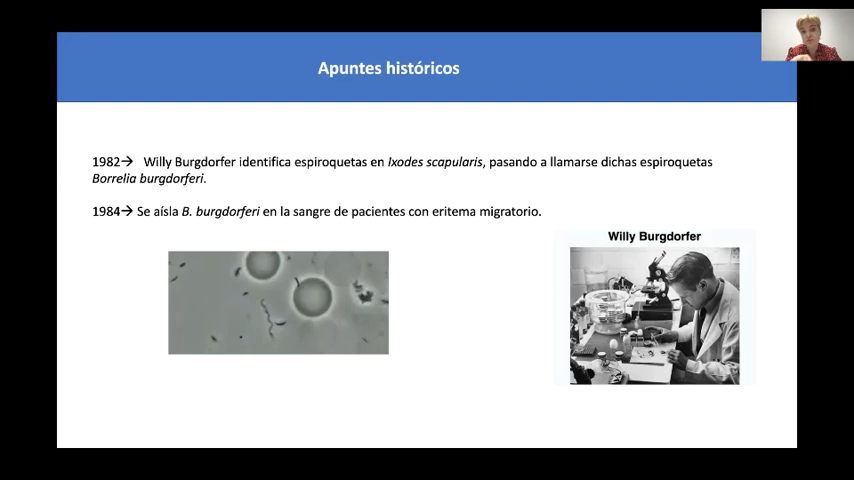 Apuntes históricos
1982→ Willy Burgdorfer identifica espiroquetas en Ixodes scapularis, pasando a llamarse dichas espiroquetas
Borrelia burgdorferi.
1984→ Se aísla B. burgdorferi en la sangre de pacientes con eritema migratorio.
Willy Burgdorfer